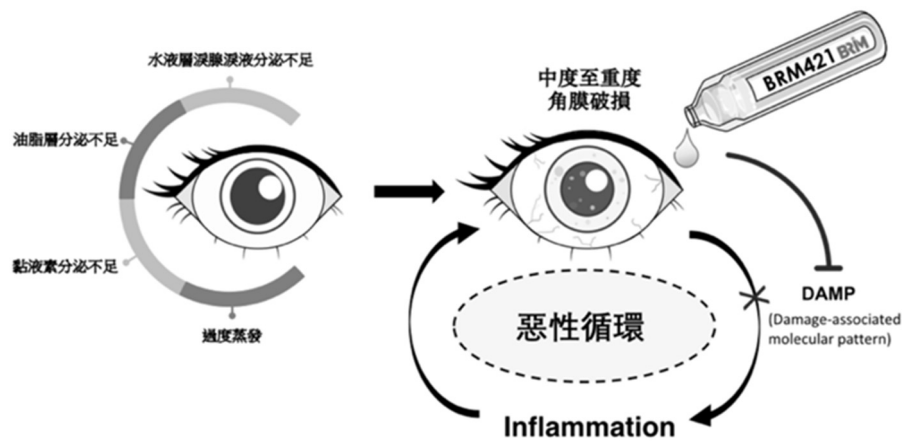 水液層淚腺淚液分泌不足
油脂層分泌不足
黏液素分泌不足
過度蒸發
中度至重度
角膜破損
BRM421 BRM
DAMP
(Damage-associated
molecular pattern)
惡性循環
Inflammation